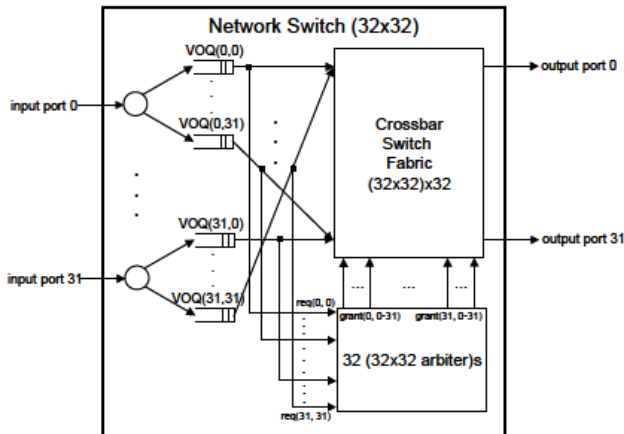 Network Switch (32x32)
VOQ(0,0)
input port 0
VOQ(0,31)
Crossbar
Switch
Fabric
(32x32)x32
output port 0
VOQ(31,0)
input port 31
VOQ(31,31)
output port 31
...
...
...
req(0, 0)
grant(0, 0-31)
grant(31, 0-31)
32 (32x32 arbiter)s
req(31, 31)